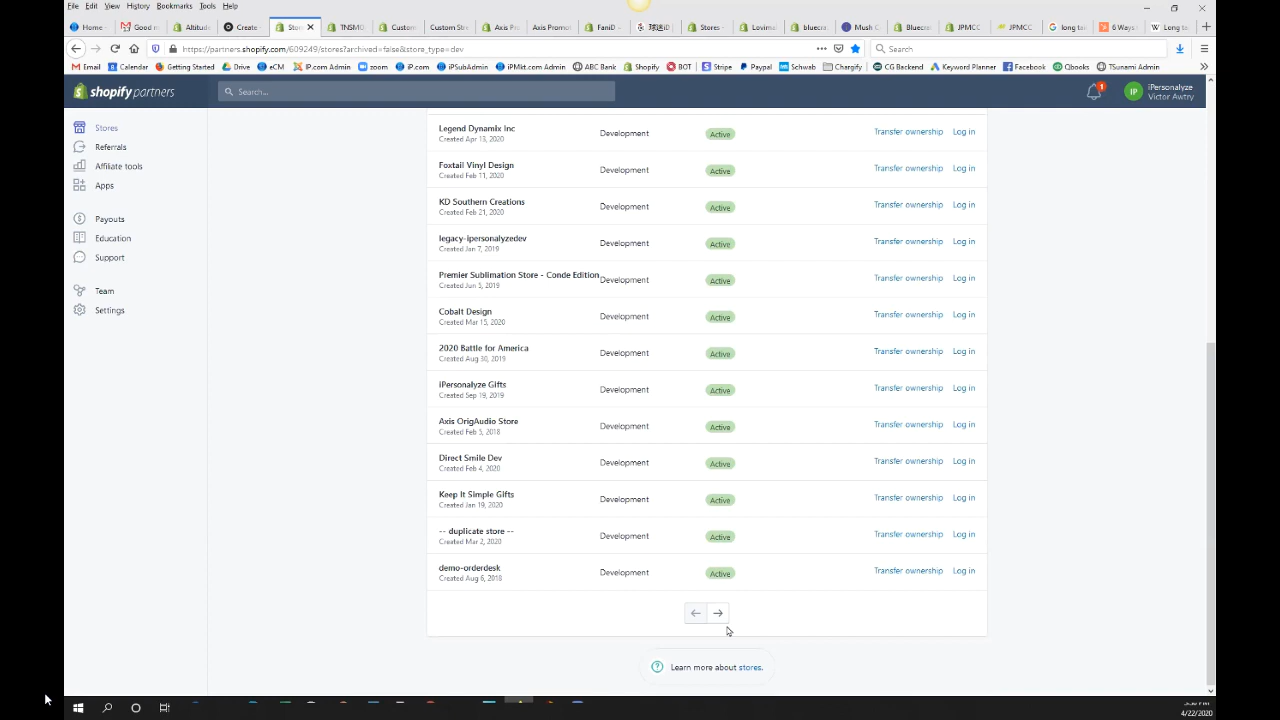 File Edit View History Bookmarks Tools Help
Home Good m Altitude Create Stor TNSMO Custom Custom Stre Axis Pro Axis Promot FanD Stores Lovinsa bluecra Mush C Bluec JPMCC JPMCC long tai 6 Ways Long ta
https://partners.shopify.com/609249/stores?archived=false&store_type=dev Search
Email Calendar Getting Started Drive eCM iP.com Admin zoom iP.com iPSubAdmin iPMkt.com Admin ABC Bank Shopify BOT Stripe Paypal Schwab Chargify CG Backend Keyword Planner Facebook Qbooks TSunami Admin
shopify partners Search... 1 IP iPersonalyze
Victor Awtry
Stores
Referrals
Affiliate tools
Apps
Payouts
Education
Support
Team
Settings
Legend Dynamix Inc Development Active Transfer ownership Log in
Created Apr 13, 2020
Foxtail Vinyl Design Development Active Transfer ownership Log in
Created Feb 11, 2020
KD Southern Creations Development Active Transfer ownership Log in
Created Feb 21, 2020
legacy-ipersonalyzedev Development Active Transfer ownership Log in
Created Jan 7, 2019
Premier Sublimation Store - Conde Edition Development Active Transfer ownership Log in
Created Jun 5, 2019
Cobalt Design Development Active Transfer ownership Log in
Created Mar 15, 2020
2020 Battle for America Development Active Transfer ownership Log in
Created Aug 30, 2019
iPersonalyze Gifts Development Active Transfer ownership Log in
Created Sep 19, 2019
Axis OrigAudio Store Development Active Transfer ownership Log in
Created Feb 5, 2018
Direct Smile Dev Development Active Transfer ownership Log in
Created Feb 4, 2020
Keep It Simple Gifts Development Active Transfer ownership Log in
Created Jan 19, 2020
-- duplicate store -- Development Active Transfer ownership Log in
Created Mar 2, 2020
demo-orderdesk Development Active Transfer ownership Log in
Created Aug 6, 2018
Learn more about stores.
4/22/2020